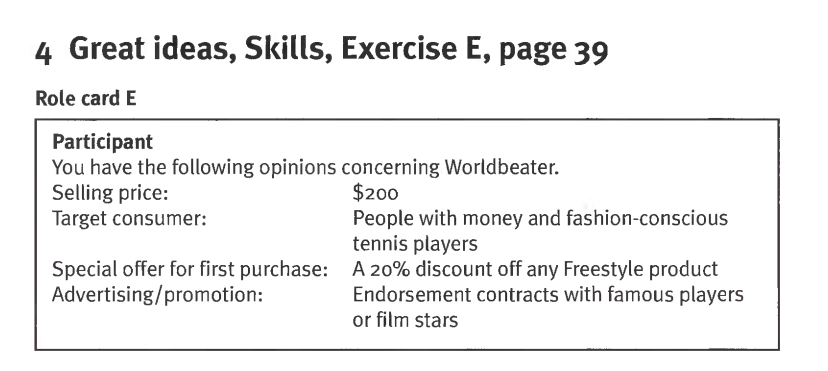 4 Great ideas, Skills, Exercise E, page 39
Role card E
Participant
You have the following opinions concerning Worldbeater.
Selling price: $200
Target consumer: People with money and fashion-conscious
tennis players
Special offer for first purchase: A 20% discount off any Freestyle product
Advertising/promotion: Endorsement contracts with famous players
or film stars